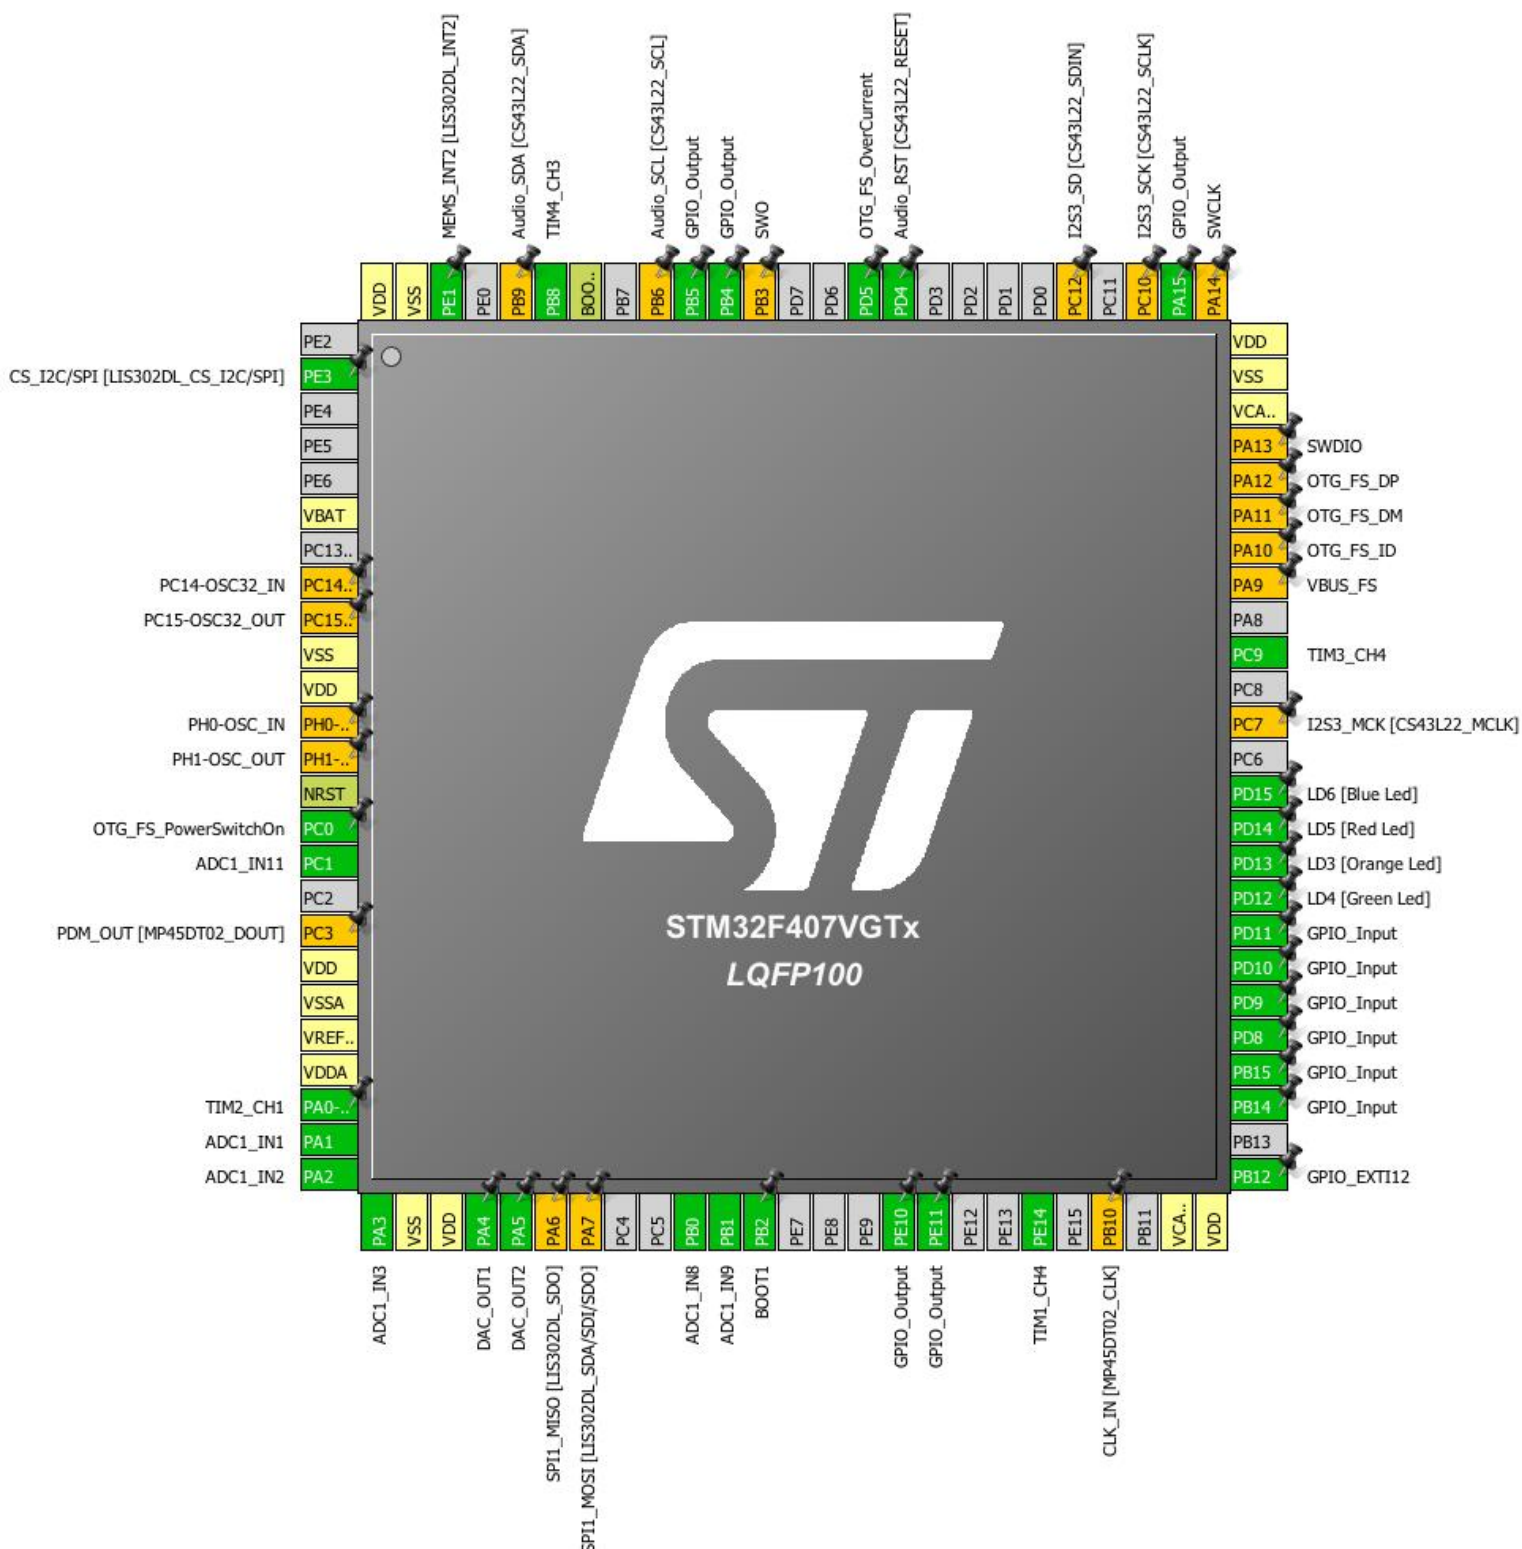 MEMS_INT2 [LIS302DL_INT2]
Audio_SDA [CS43L22_SDA]
TIM4_CH3
Audio_SCL [CS43L22_SCL]
GPIO_Output
GPIO_Output
SWO
OTG_FS_OverCurrent
Audio_RST [CS43L22_RESET]
I2S3_SD [CS43L22_SDIN]
I2S3_SCK [CS43L22_SCLK]
GPIO_Output
SWCLK
VDD
VSS
PE1
PE0
PB9
PB8
BOO..
PB7
PB6
PB5
PB4
PB3
PD7
PD6
PD5
PD4
PD3
PD2
PD1
PD0
PC12
PC11
PC10
PA15
PA14
PE2
CS_I2C/SPI [LIS302DL_CS_I2C/SPI] PE3
PE4
PE5
PE6
VBAT
PC13..
PC14-OSC32_IN PC14..
PC15-OSC32_OUT PC15..
VSS
VDD
PH0-OSC_IN PH0-..
PH1-OSC_OUT PH1-..
NRST
OTG_FS_PowerSwitchOn PC0
ADC1_IN11 PC1
PC2
PDM_OUT [MP45DT02_DOUT] PC3
VDD
VSSA
VREF..
VDDA
TIM2_CH1 PA0-..
ADC1_IN1 PA1
ADC1_IN2 PA2
STM32F407VGTx
LQFP100
VDD
VSS
VCA..
PA13 SWDIO
PA12 OTG_FS_DP
PA11 OTG_FS_DM
PA10 OTG_FS_ID
PA9 VBUS_FS
PA8
PC9 TIM3_CH4
PC8
PC7 I2S3_MCK [CS43L22_MCLK]
PC6
PD15 LD6 [Blue Led]
PD14 LD5 [Red Led]
PD13 LD3 [Orange Led]
PD12 LD4 [Green Led]
PD11 GPIO_Input
PD10 GPIO_Input
PD9 GPIO_Input
PD8 GPIO_Input
PB15 GPIO_Input
PB14 GPIO_Input
PB13
PB12 GPIO_EXTI12
PA3
VSS
VDD
PA4
PA5
PA6
PA7
PC4
PC5
PB0
PB1
PB2
PE7
PE8
PE9
PE10
PE11
PE12
PE13
PE14
PE15
PB10
PB11
VCA..
VDD
ADC1_IN3
DAC_OUT1
DAC_OUT2
SPI1_MISO [LIS302DL_SDO]
SPI1_MOSI [LIS302DL_SDA/SDI/SDO]
ADC1_IN8
ADC1_IN9
BOOT1
GPIO_Output
GPIO_Output
TIM1_CH4
CLK_IN [MP45DT02_CLK]